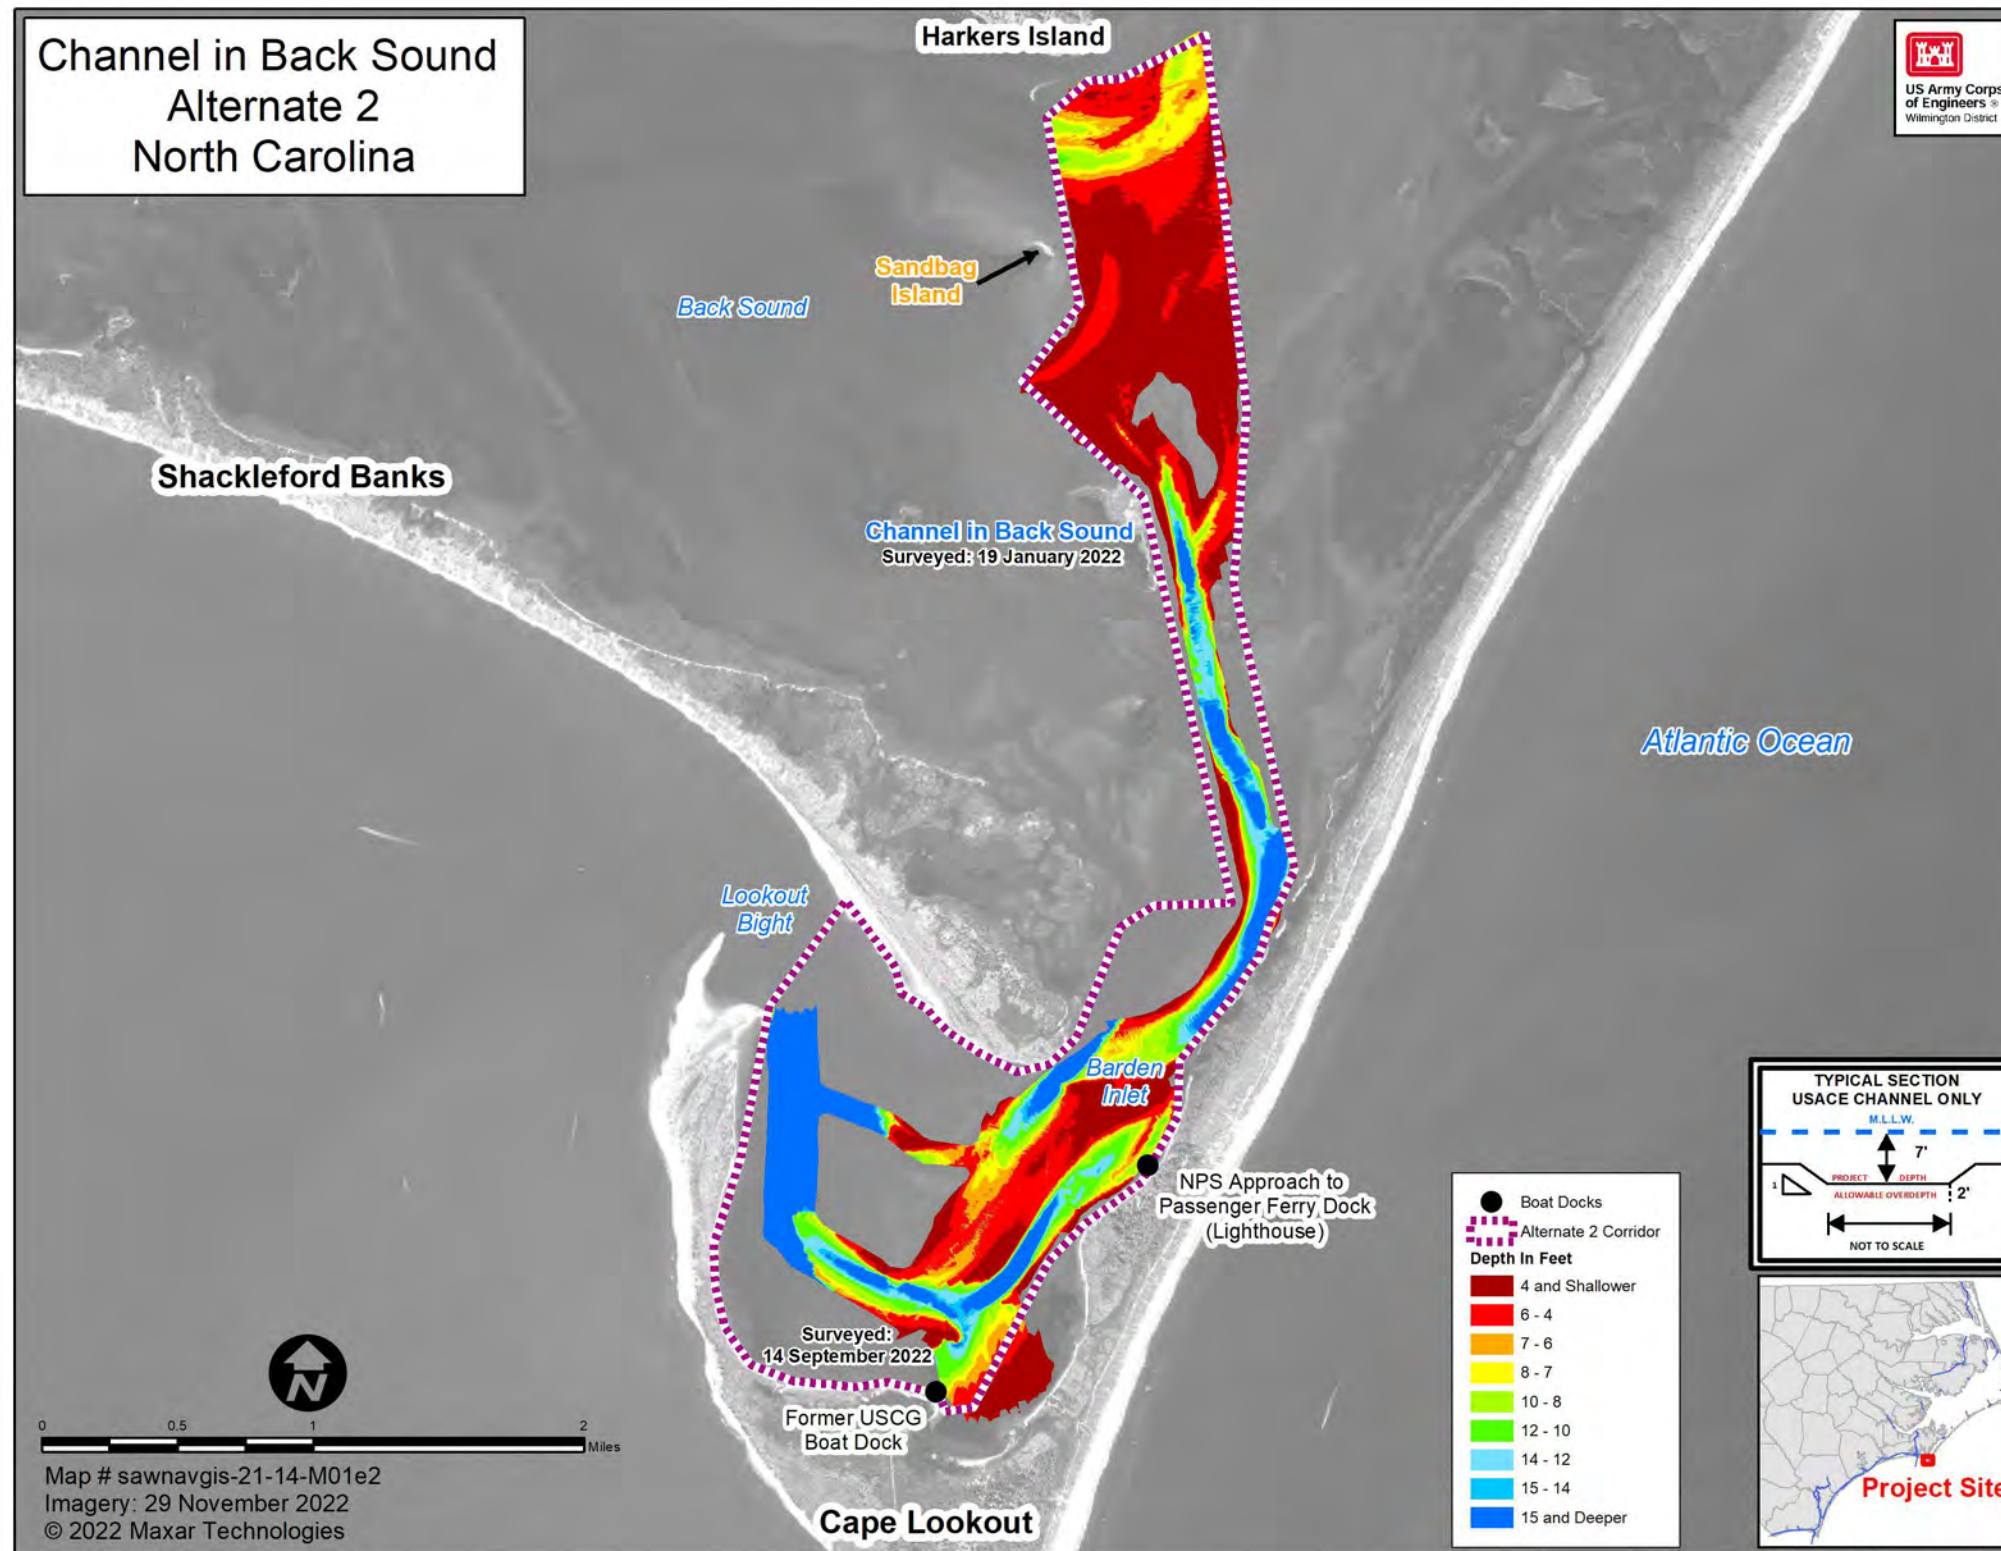 Channel in Back Sound
Alternate 2
North Carolina
Harkers Island
US Army Corps
of Engineers ®
Wilmington District
Sandbag
Island
Back Sound
Shackleford Banks
Channel in Back Sound
Surveyed: 19 January 2022
Atlantic Ocean
Lookout
Bight
Barden
Inlet
NPS Approach to
Passenger Ferry Dock
(Lighthouse)
Surveyed:
14 September 2022
Former USCG
Boat Dock
Cape Lookout
N
0 0.5 1 2
Miles
Map # sawnavgis-21-14-M01e2
Imagery: 29 November 2022
© 2022 Maxar Technologies
Boat Docks
Alternate 2 Corridor
Depth In Feet
4 and Shallower
6 - 4
7 - 6
8 - 7
10 - 8
12 - 10
14 - 12
15 - 14
15 and Deeper
TYPICAL SECTION
USACE CHANNEL ONLY
M.L.L.W.
7'
PROJECT DEPTH
1
ALLOWABLE OVERDEPTH
2'
NOT TO SCALE
Project Site